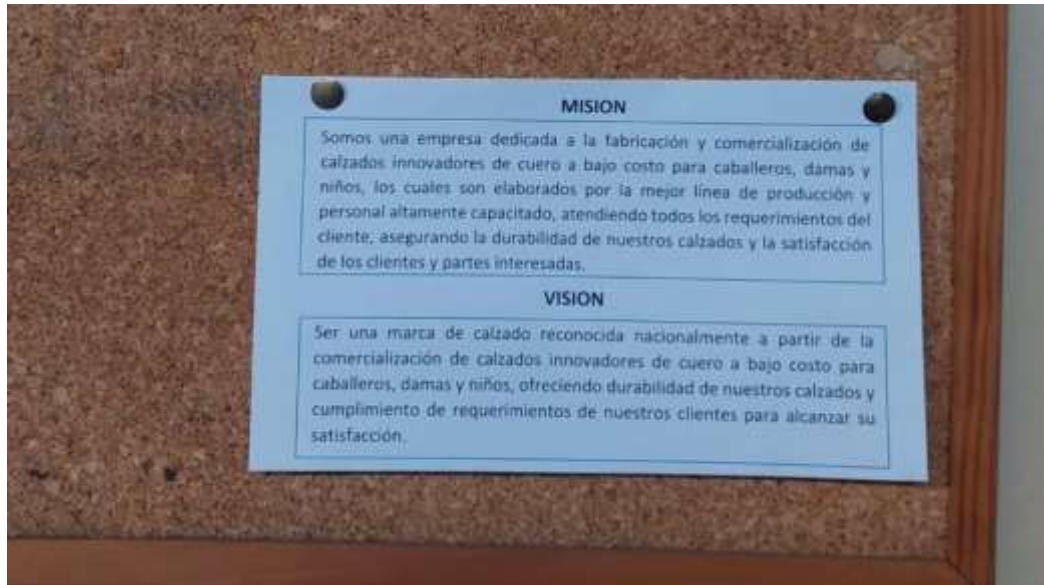 MISION
Somos una empresa dedicada a la fabricación y comercialización de
calzados innovadores de cuero a bajo costo para caballeros, damas y
niños, los cuales son elaborados por la mejor línea de producción y
personal altamente capacitado, atendiendo todos los requerimientos del
cliente, asegurando la durabilidad de nuestros calzados y la satisfacción
de los clientes y partes interesadas.
VISION
Ser una marca de calzado reconocida nacionalmente a partir de la
comercialización de calzados innovadores de cuero a bajo costo para
caballeros, damas y niños, ofreciendo durabilidad de nuestros calzados y
cumplimiento de requerimientos de nuestros clientes para alcanzar su
satisfacción.